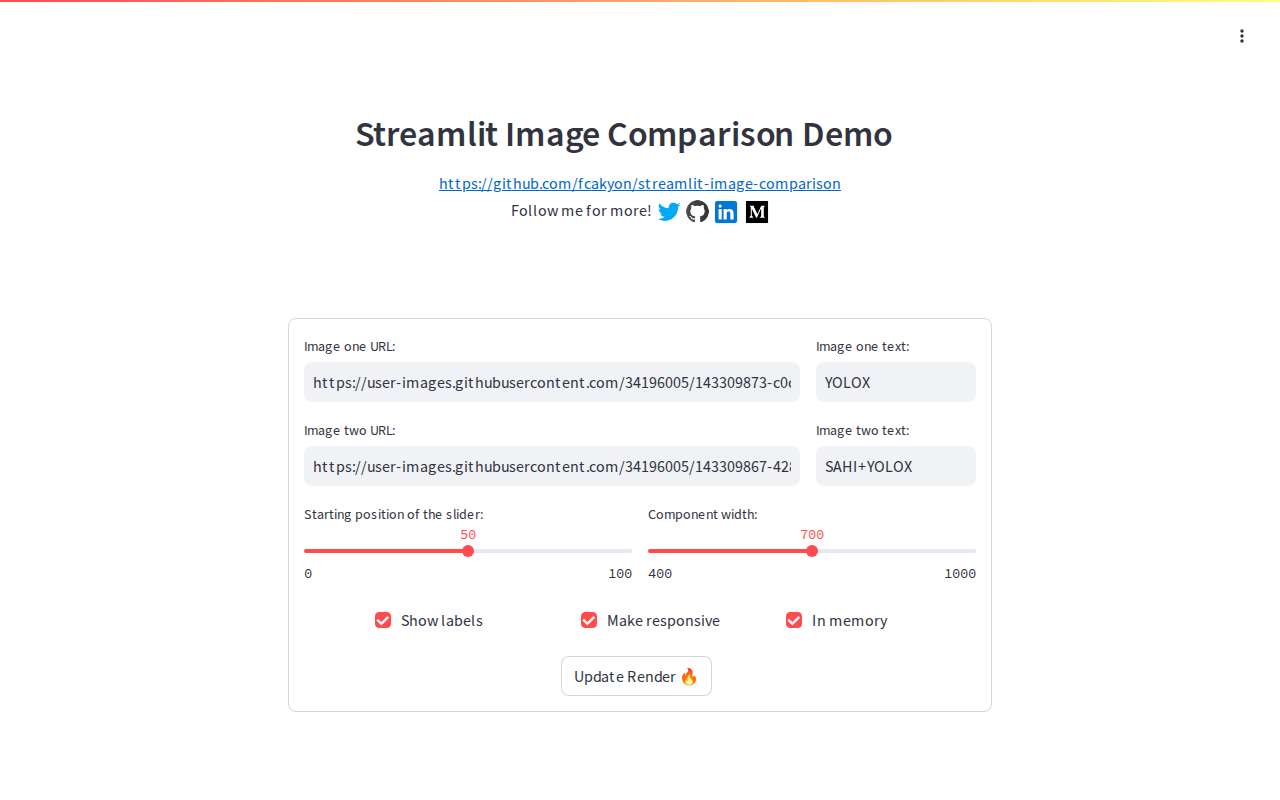 Streamlit Image Comparison Demo
https://github.com/fcakyon/streamlit-image-comparison
Follow me for more!
Image one URL:
Image one text:
https://user-images.githubusercontent.com/34196005/143309873-c0
YOLOX
Image two URL:
Image two text:
https://user-images.githubusercontent.com/34196005/143309867-42
SAHI+YOLOX
Starting position of the slider:
Component width:
50
700
0
100
400
1000
Show labels
Make responsive
In memory
Update Render 🔥